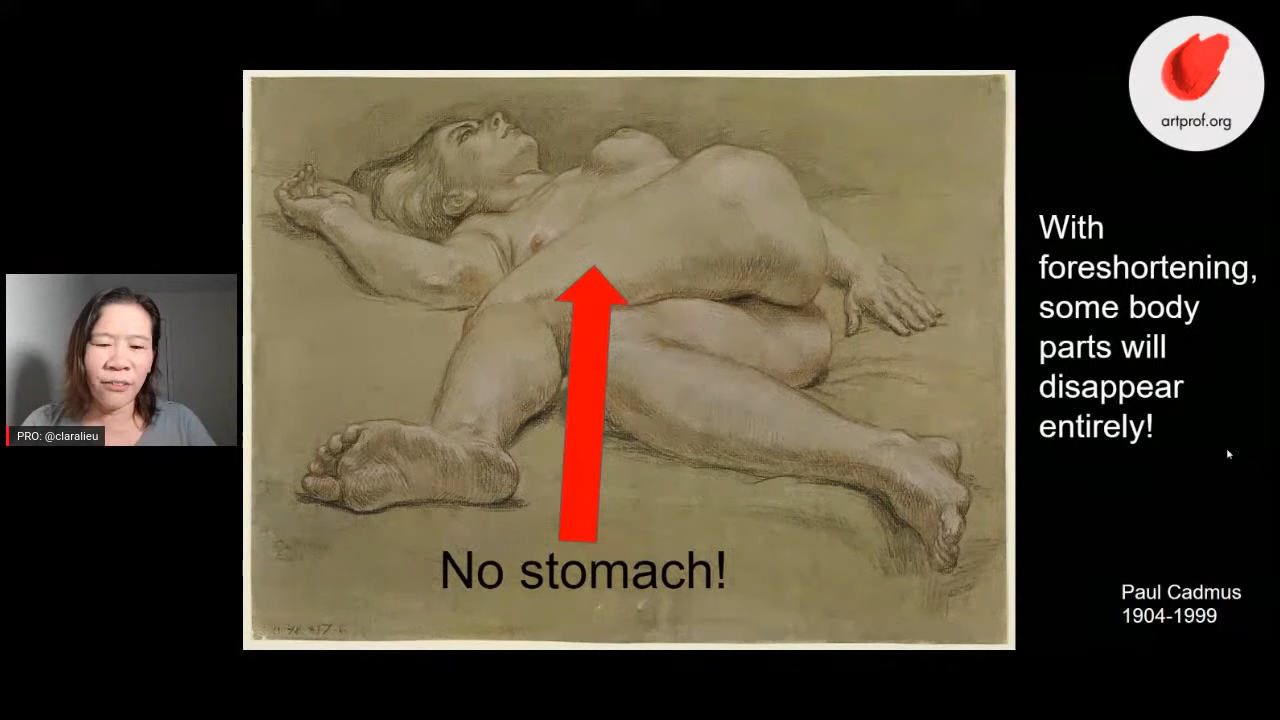 artprof.org
With
foreshortening,
some body
parts will
disappear
entirely!
PRO: @claralieu
No stomach!
Paul Cadmus
1904-1999